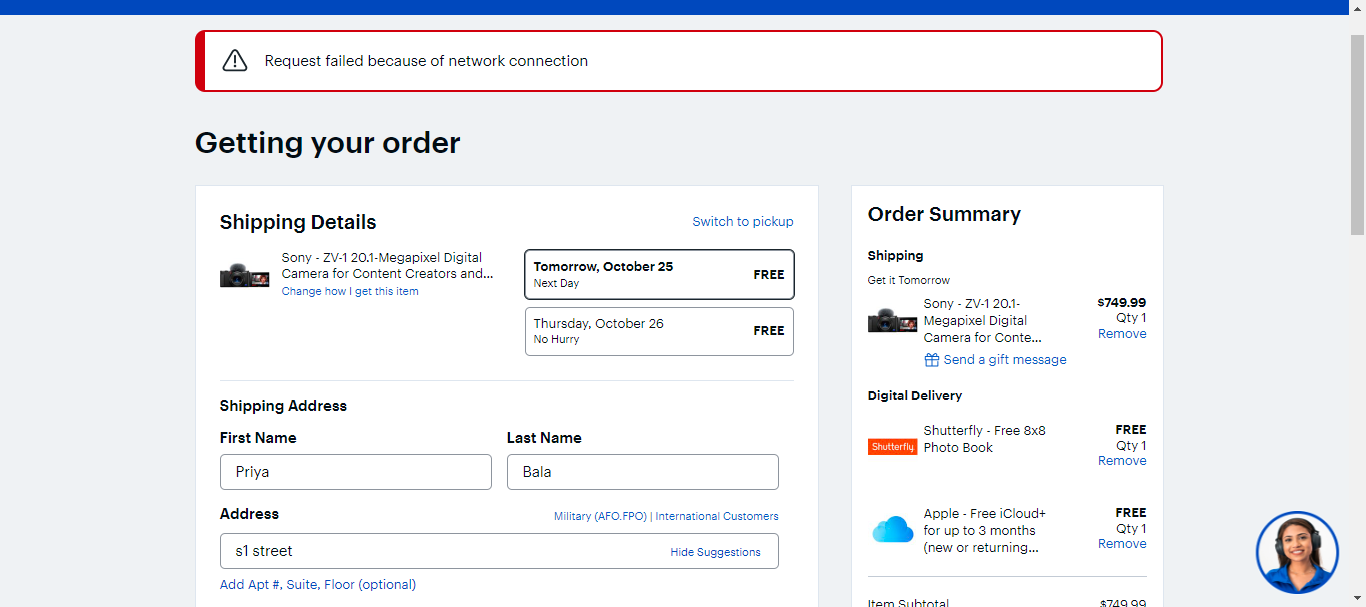 Request failed because of network connection
Getting your order
Shipping Details
Switch to pickup
Sony - ZV-1 20.1-Megapixel Digital
Camera for Content Creators and...
Change how I get this item
Tomorrow, October 25
Next Day
FREE
Thursday, October 26
No Hurry
FREE
Shipping Address
First Name
Last Name
Priya
Bala
Address
Military (AFO.FPO) | International Customers
s1 street
Hide Suggestions
Add Apt #, Suite, Floor (optional)
Order Summary
Shipping
Get it Tomorrow
Sony - ZV-1 20.1-
Megapixel Digital
Camera for Conte...
$749.99
Qty 1
Remove
Send a gift message
Digital Delivery
Shutterfly
Shutterfly - Free 8x8
Photo Book
FREE
Qty 1
Remove
Apple - Free iCloud+
for up to 3 months
(new or returning...
FREE
Qty 1
Remove
Item Subtotal
$749.99